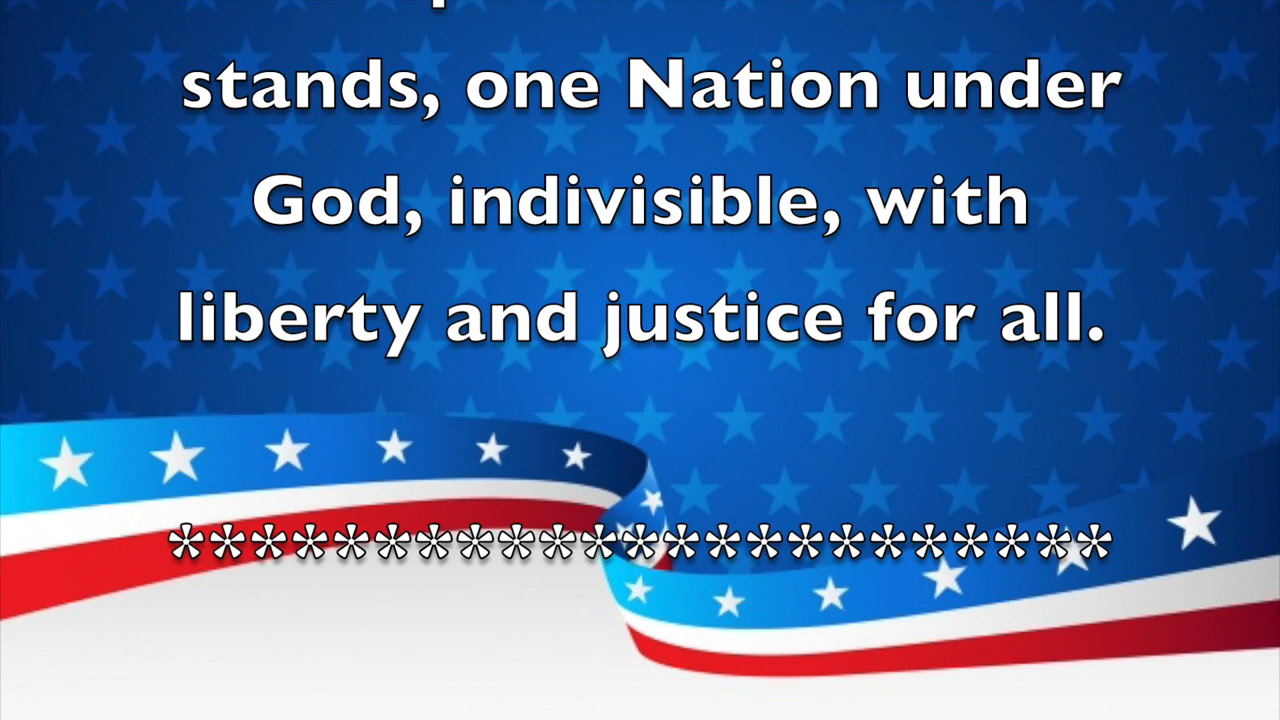 stands, one Nation under
God, indivisible, with
liberty and justice for all.
***********************